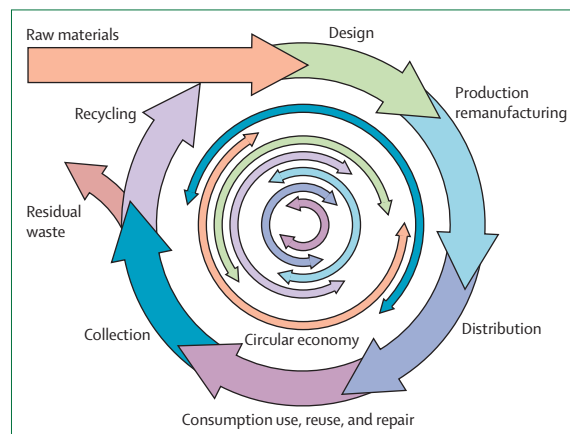 Raw materials
Design
Production
remanufacturing
Recycling
Residual
waste
Distribution
Collection
Circular economy
Consumption use, reuse, and repair